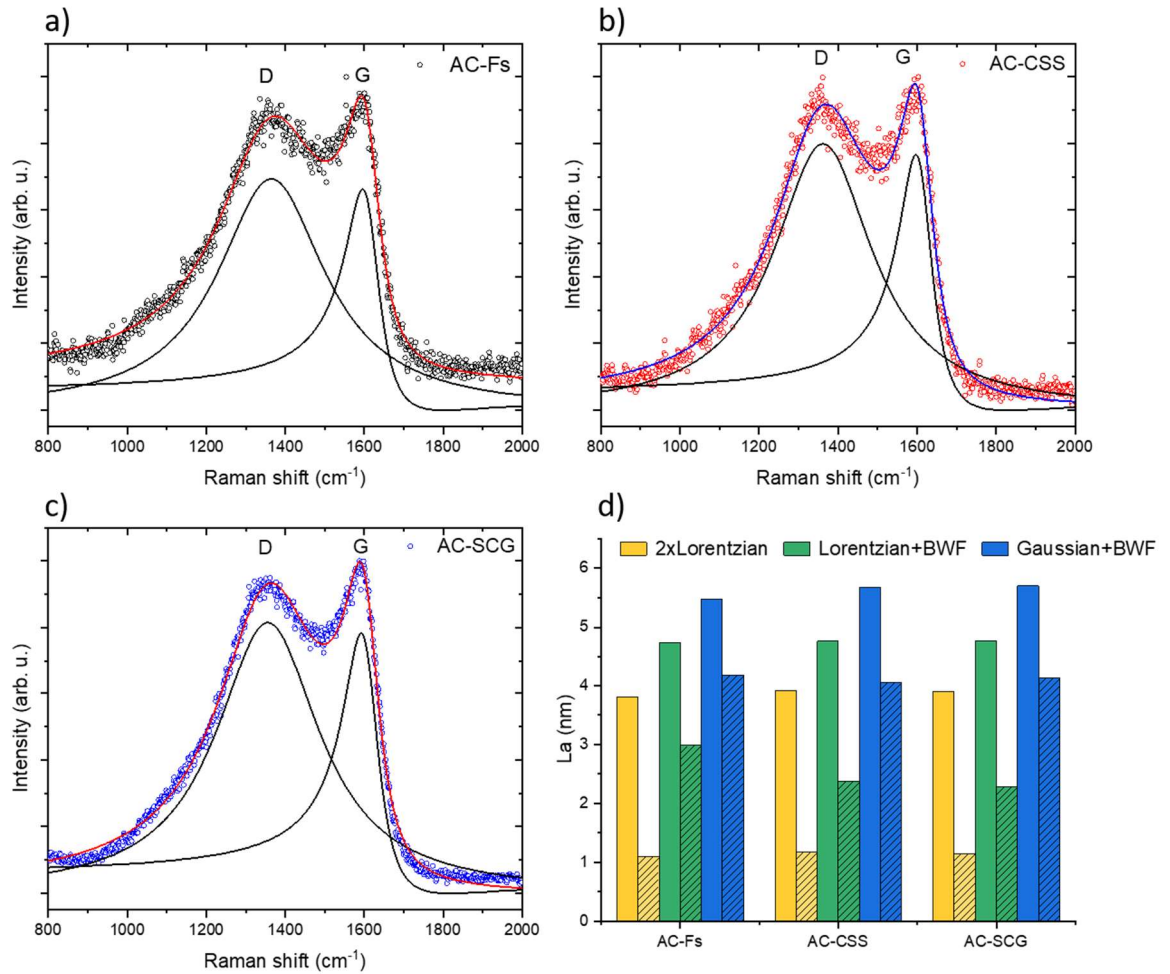 a)
D
G
AC-Fs
Intensity (arb. u.)
800 1000 1200 1400 1600 1800 2000
Raman shift (cm-1)
b)
D
G
AC-CSS
Intensity (arb. u.)
800 1000 1200 1400 1600 1800 2000
Raman shift (cm-1)
c)
D
G
AC-SCG
Intensity (arb. u.)
800 1000 1200 1400 1600 1800 2000
Raman shift (cm-1)
d)
2xLorentzian Lorentzian+BWF Gaussian+BWF
6
5
4
3
2
1
0
La (nm)
AC-Fs AC-CSS AC-SCG